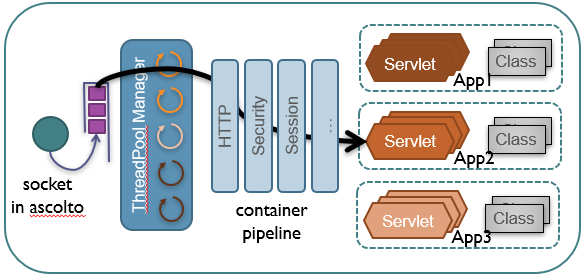 socket
in ascolto
ThreadPool Manager
HTTP
Security
Session
...
container
pipeline
Servlet
Class
App1
Servlet
Class
App2
Servlet
Class
App3